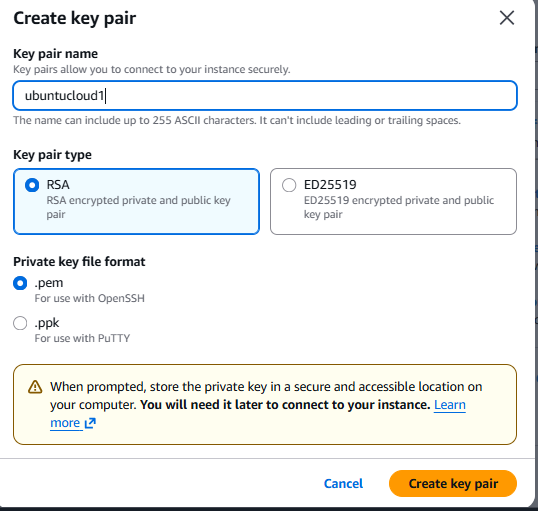 Create key pair
Key pair name
Key pairs allow you to connect to your instance securely.
ubuntucloud1
The name can include up to 255 ASCII characters. It can't include leading or trailing spaces.
Key pair type
RSA
RSA encrypted private and public key
pair
ED25519
ED25519 encrypted private and public
key pair
Private key file format
.pem
For use with OpenSSH
.ppk
For use with PuTTY
When prompted, store the private key in a secure and accessible location on
your computer. You will need it later to connect to your instance. Learn
more
Cancel
Create key pair